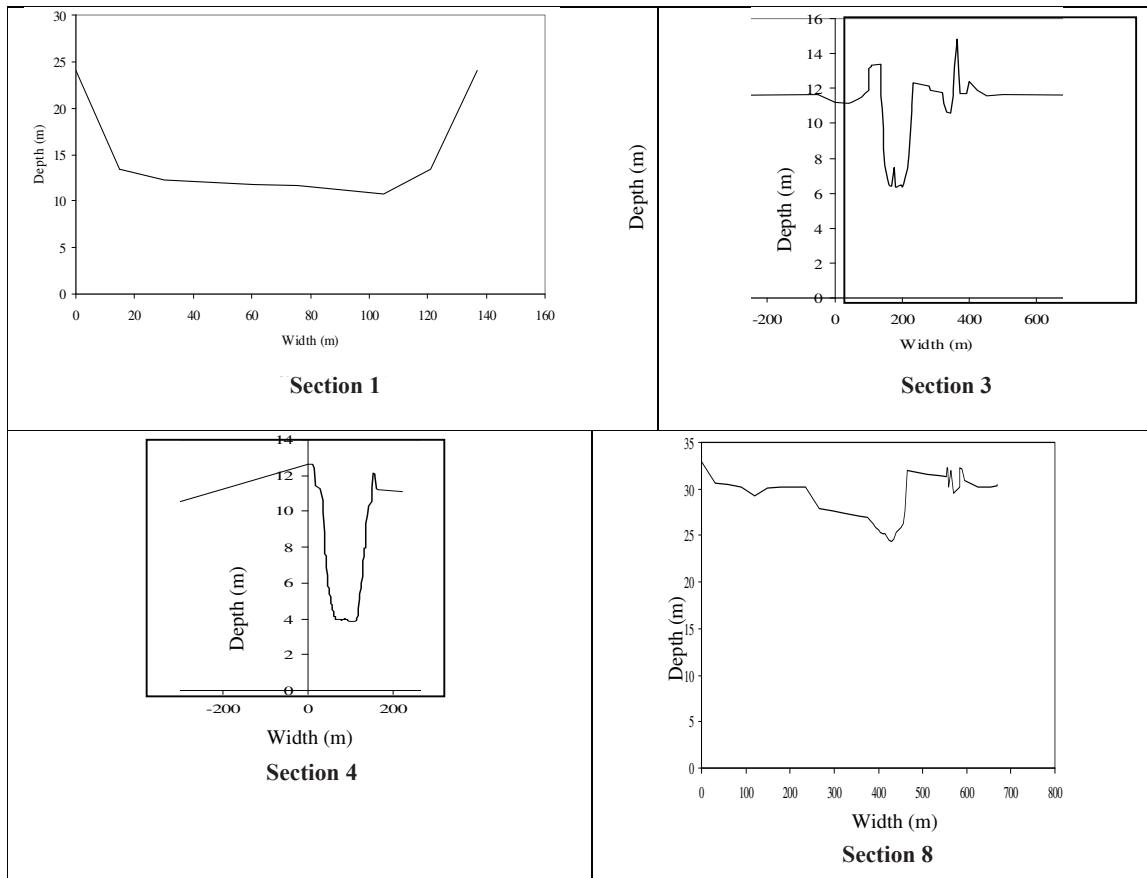 30
25
20
15
10
5
0
Depth (m)
0 20 40 60 80 100 120 140 160
Width (m)
Section 1
Depth (m)
16
14
12
10
8
6
4
2
0
Depth (m)
-200 0 200 400 600
Width (m)
Section 3
14
12
10
8
6
4
2
0
Depth (m)
-200 0 200
Width (m)
Section 4
35
30
25
20
15
10
5
0
Depth (m)
0 100 200 300 400 500 600 700 800
Width (m)
Section 8